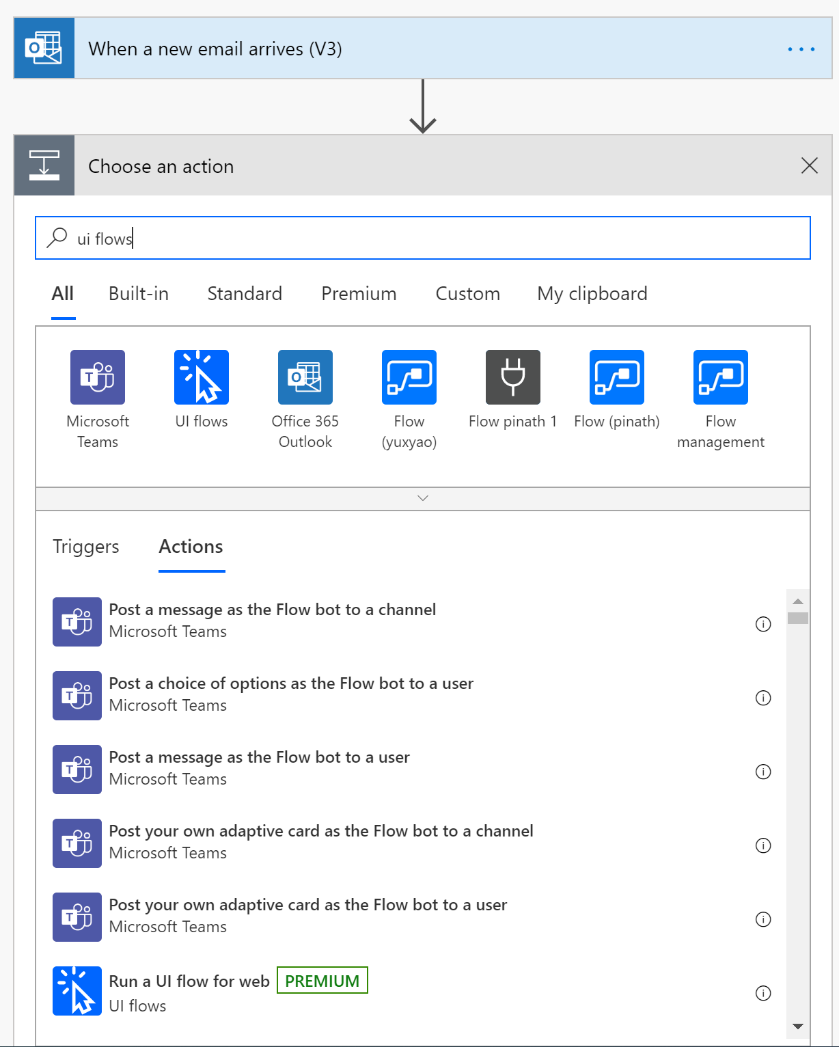 When a new email arrives (V3)
Choose an action
ui flows
All Built-in Standard Premium Custom My clipboard
Microsoft Teams
UI flows
Office 365 Outlook
Flow (yuxyao)
Flow pinath 1
Flow (pinath)
Flow management
Triggers Actions
Post a message as the Flow bot to a channel
Microsoft Teams
Post a choice of options as the Flow bot to a user
Microsoft Teams
Post a message as the Flow bot to a user
Microsoft Teams
Post your own adaptive card as the Flow bot to a channel
Microsoft Teams
Post your own adaptive card as the Flow bot to a user
Microsoft Teams
Run a UI flow for web PREMIUM
UI flows